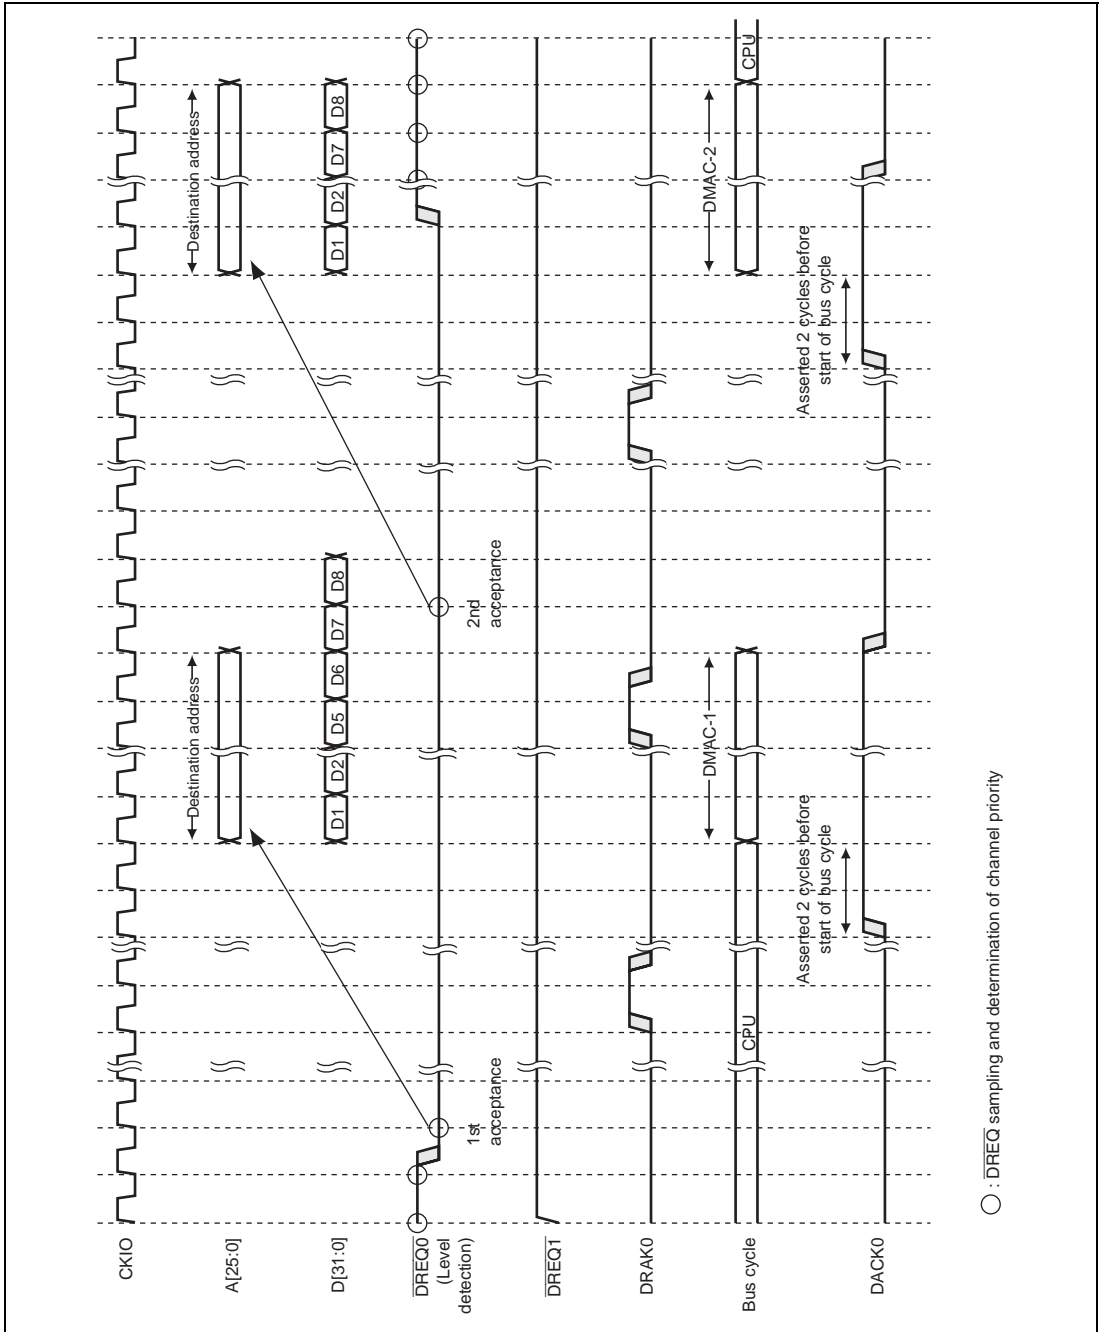 CKIO
A[25:0]
Destination address
Destination address
D[31:0]
D1
D2
D5
D6
D7
D8
D1
D2
D7
D8
DREQ0
(Level
detection)
1st
acceptance
2nd
acceptance
DREQ1
DRAK0
Bus cycle
CPU
DMAC-1
DMAC-2
CPU
DACK0
Asserted 2 cycles before
start of bus cycle
Asserted 2 cycles before
start of bus cycle
: DREQ sampling and determination of channel priority